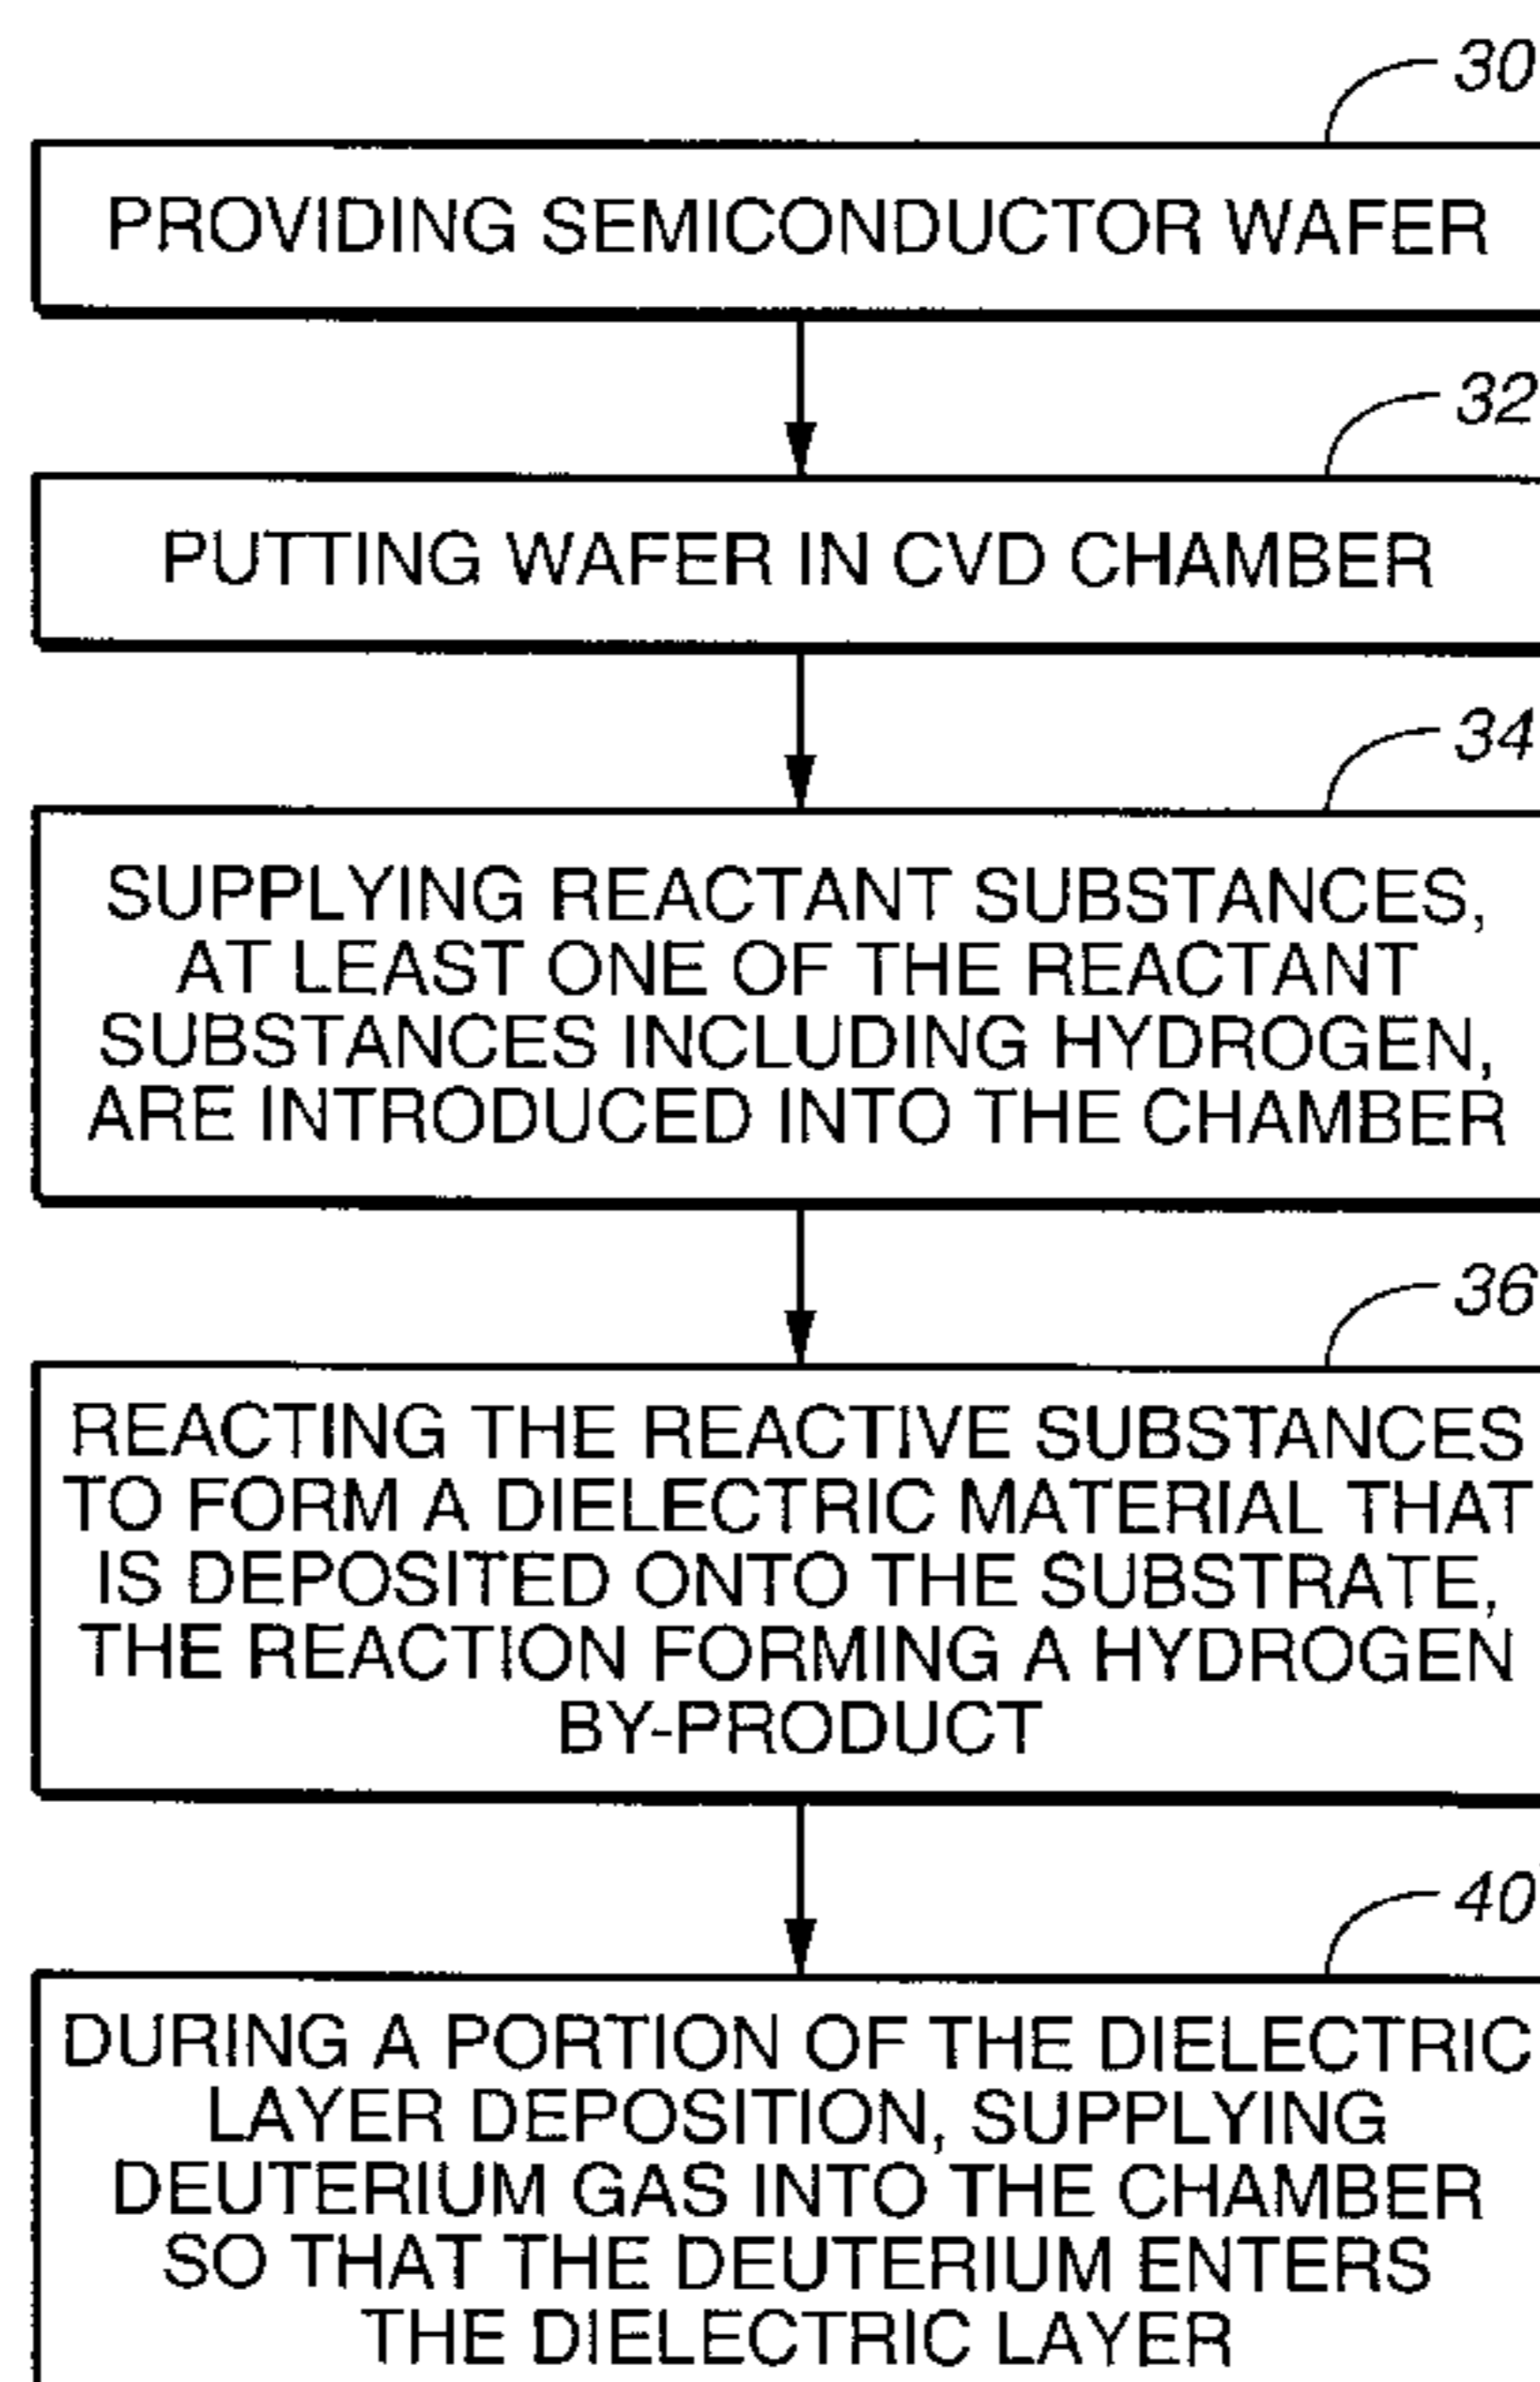 30
PROVIDING SEMICONDUCTOR WAFER
32
PUTTING WAFER IN CVD CHAMBER
34
SUPPLYING REACTANT SUBSTANCES,
AT LEAST ONE OF THE REACTANT
SUBSTANCES INCLUDING HYDROGEN,
ARE INTRODUCED INTO THE CHAMBER
36
REACTING THE REACTIVE SUBSTANCES
TO FORM A DIELECTRIC MATERIAL THAT
IS DEPOSITED ONTO THE SUBSTRATE,
THE REACTION FORMING A HYDROGEN
BY-PRODUCT
40
DURING A PORTION OF THE DIELECTRIC
LAYER DEPOSITION, SUPPLYING
DEUTERIUM GAS INTO THE CHAMBER
SO THAT THE DEUTERIUM ENTERS
THE DIELECTRIC LAYER